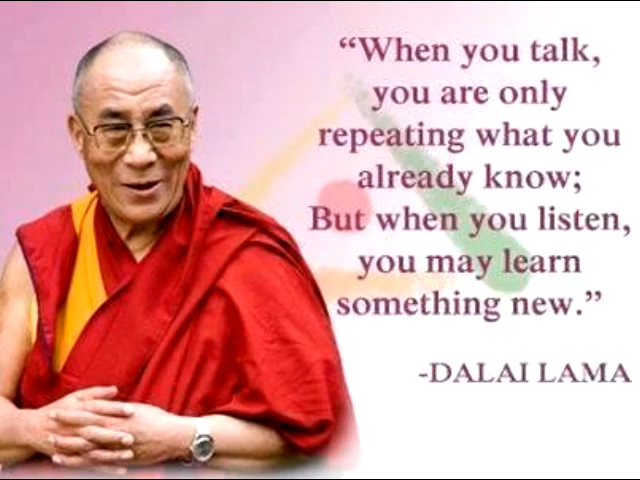 “When you talk,
you are only
repeating what you
already know;
But when you listen,
you may learn
something new.”
-DALAI LAMA